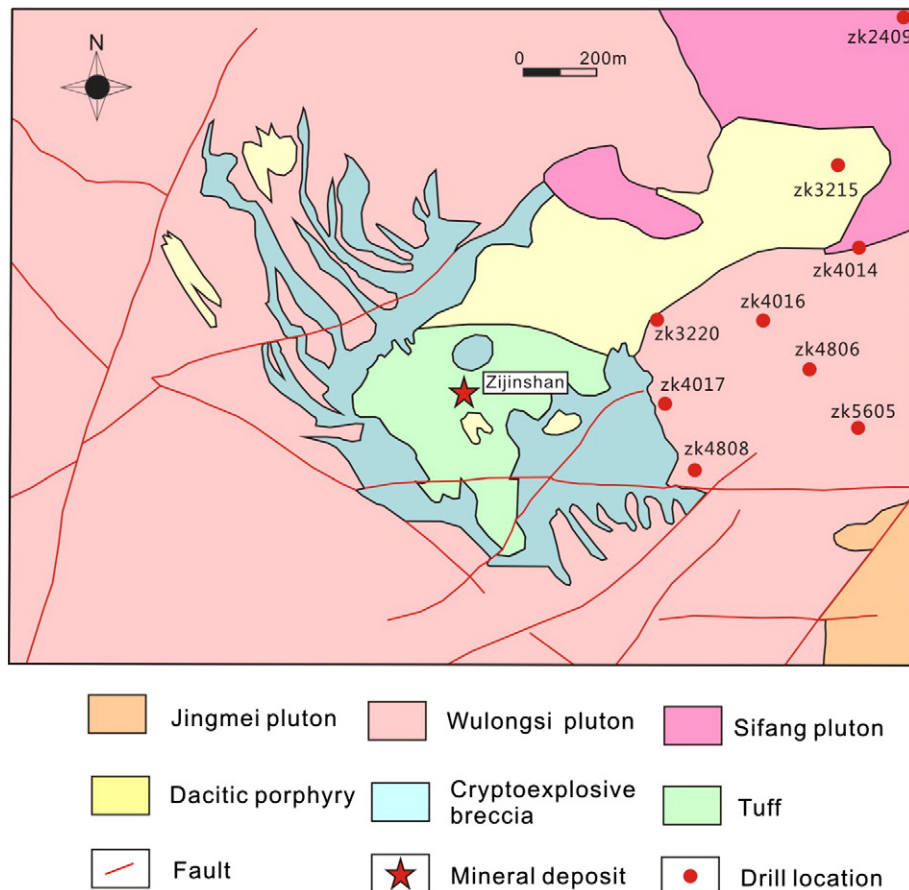 N
0 200m
zk2409
zk3215
zk4014
zk4016
zk3220
zk4806
Zijinshan
zk4017
zk5605
zk4808
Jingmei pluton
Wulongsi pluton
Sifang pluton
Dacitic porphyry
Cryptoexplosive
breccia
Tuff
Fault
Mineral deposit
Drill location